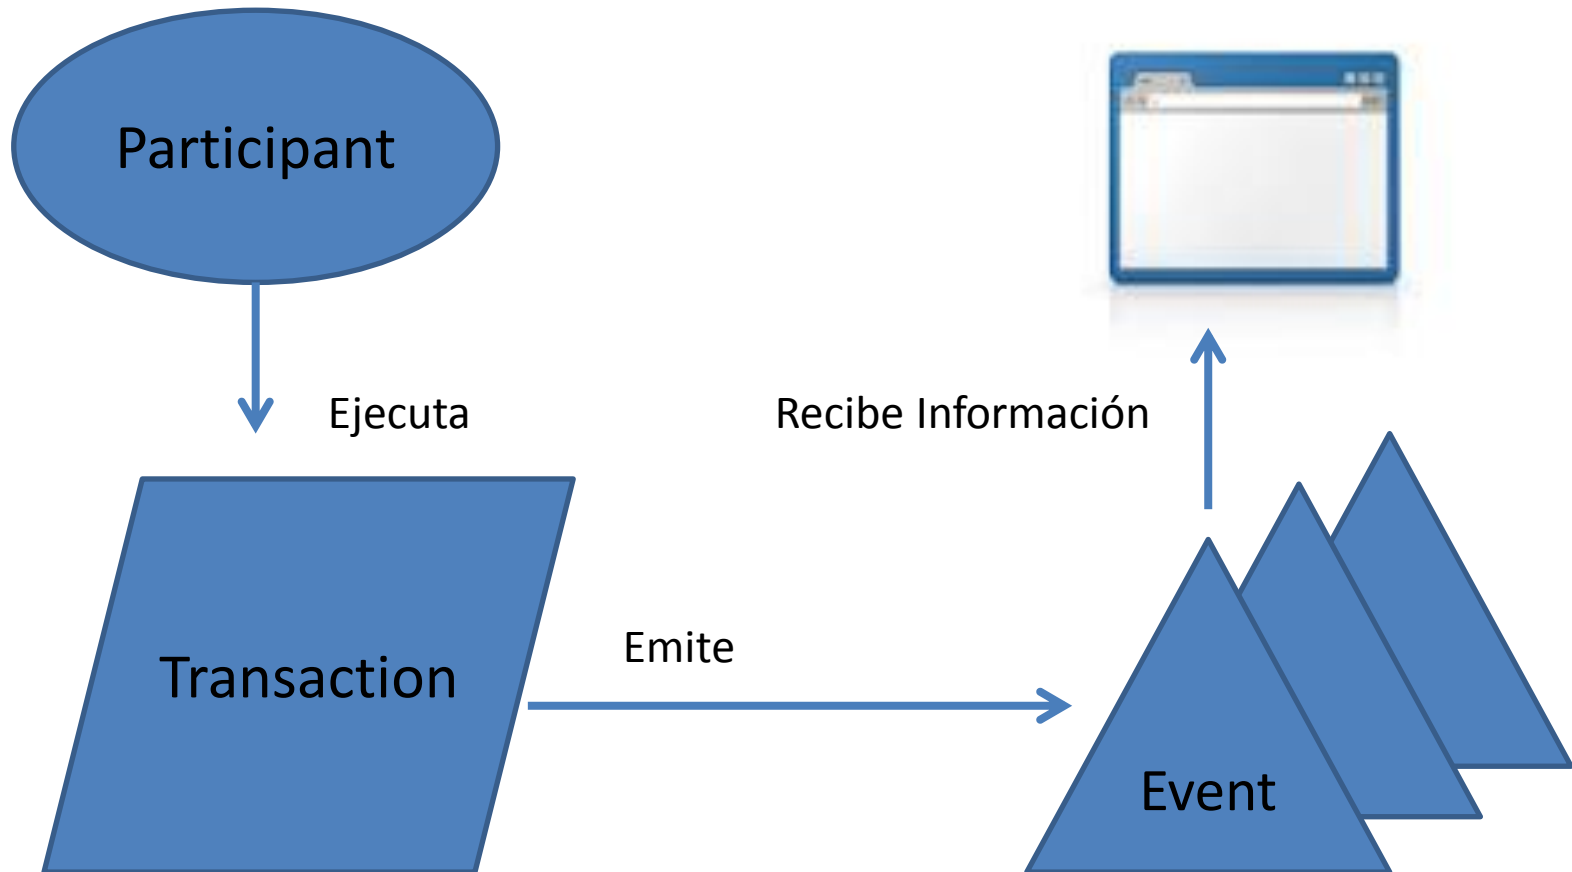 Participant
Ejecuta
Recibe Información
Transaction
Emite
Event